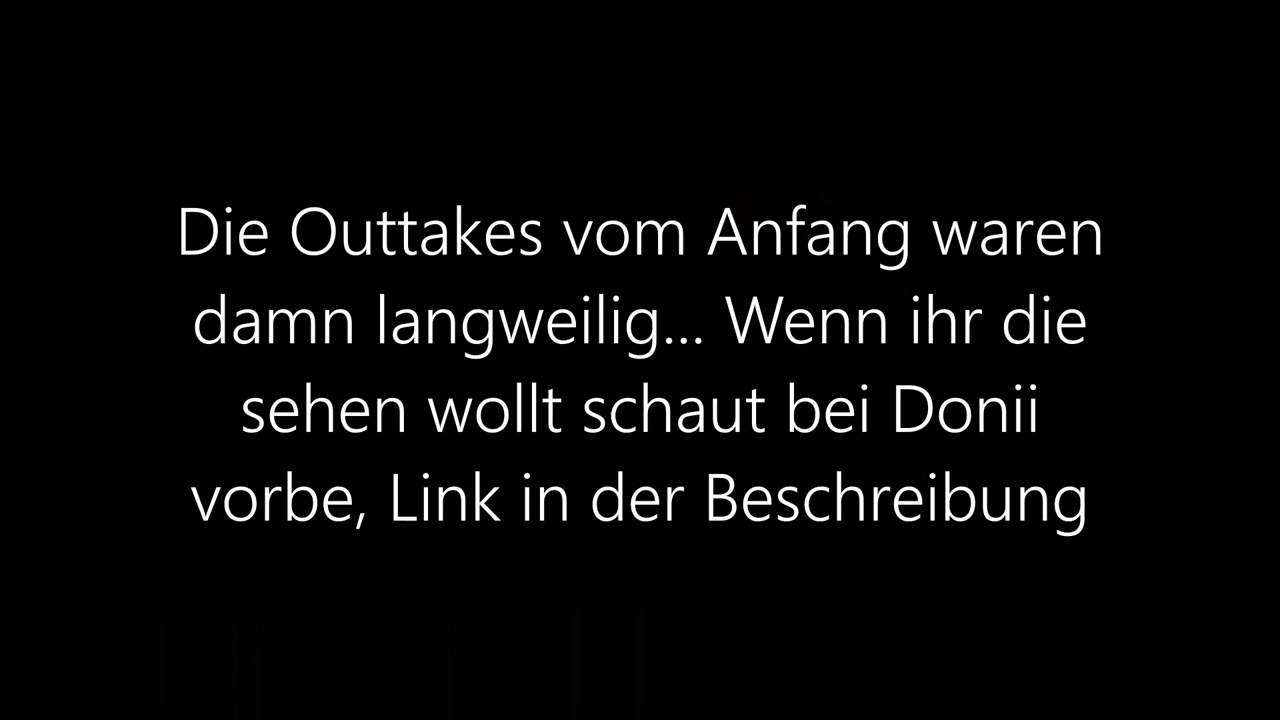 Die Outtakes vom Anfang waren
damn langweilig... Wenn ihr die
sehen wollt schaut bei Donii
vorbe, Link in der Beschreibung